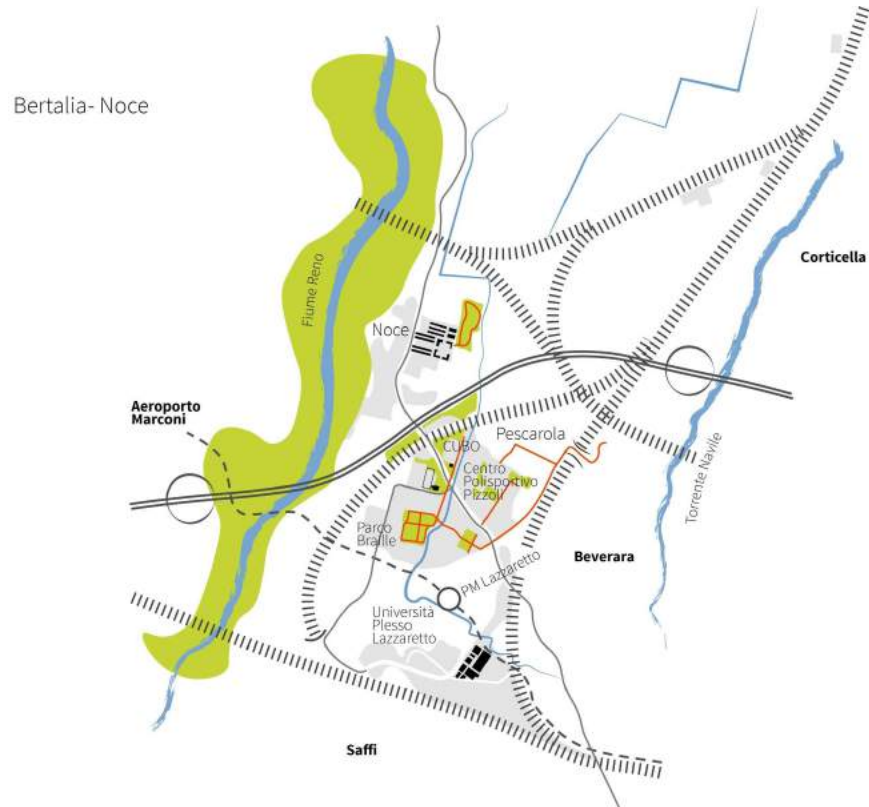 Bertalia- Noce
Corticella
Fiume Reno
Noce
Aeroporto
Marconi
Pescarola
CUBO
Centro
Polisportivo
Pizzoli
Torrente Navile
Parco
Braille
Beverara
PM Lazzaretto
Università
Plesso
Lazzaretto
Saffi